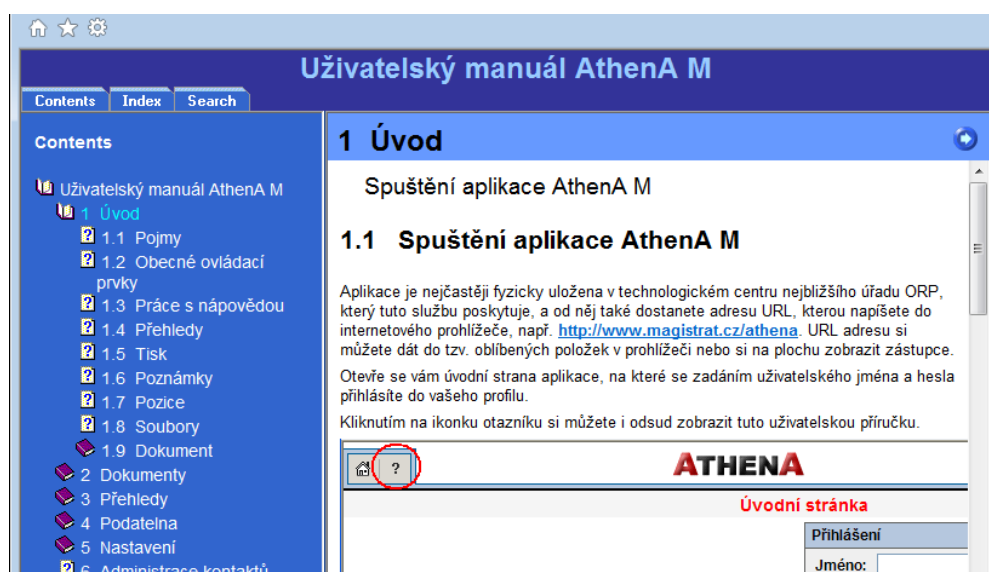 Uživatelský manuál AthenA M
Contents Index Search
Contents
Uživatelský manuál AthenA M
1 Úvod
1.1 Pojmy
1.2 Obecné ovládací
prvky
1.3 Práce s nápovědou
1.4 Přehledy
1.5 Tisk
1.6 Poznámky
1.7 Pozice
1.8 Soubory
1.9 Dokument
2 Dokumenty
3 Přehledy
4 Podatelna
5 Nastavení
6 Administrace kontaktů
1 Úvod
Spuštění aplikace AthenA M
1.1 Spuštění aplikace AthenA M
Aplikace je nejčastěji fyzicky uložena v technologickém centru nejbližšího úřadu ORP,
který tuto službu poskytuje, a od něj také dostanete adresu URL, kterou napíšete do
internetového prohlížeče, např. http://www.magistrat.cz/athena. URL adresu si
můžete dát do tzv. oblíbených položek v prohlížeči nebo si na plochu zobrazit zástupce.
Otevře se vám úvodní strana aplikace, na které se zadáním uživatelského jména a hesla
přihlásíte do vašeho profilu.
Kliknutím na ikonku otazníku si můžete i odsud zobrazit tuto uživatelskou příručku.
?
ATHENA
Úvodní stránka
Přihlášení
Jméno: